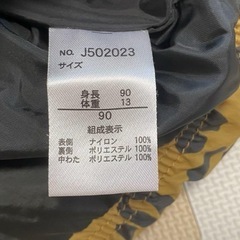 NO. J502023
サイズ
身長 90
体重 13
90
組成表示
表側 ナイロン 100%
裏側 ポリエステル 100%
中わた ポリエステル 100%